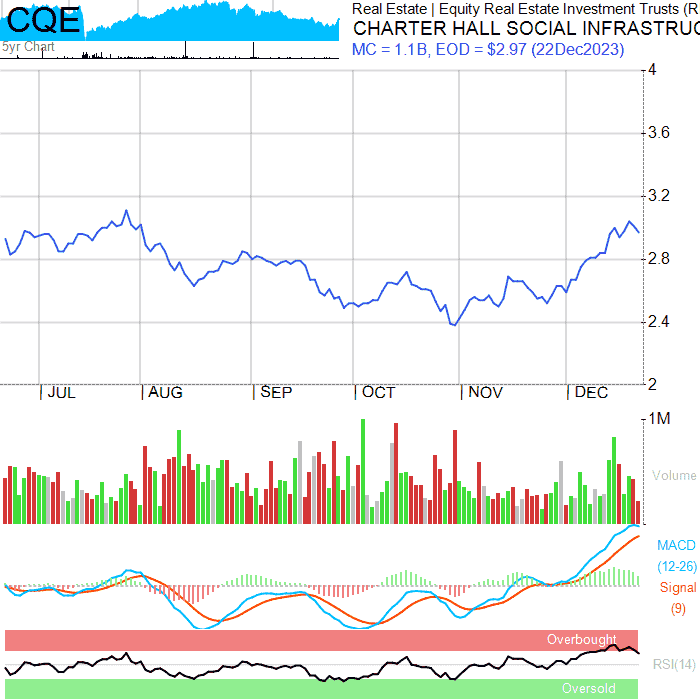 CQE
5yr Chart
Real Estate | Equity Real Estate Investment Trusts (R
CHARTER HALL SOCIAL INFRASTRUC
MC = 1.1B, EOD = $2.97 (22Dec2023)
4
3.6
3.2
2.8
2.4
2
| JUL | AUG | SEP | OCT | NOV | DEC
1M
Volume
MACD
(12-26)
Signal
(9)
Overbought
RSI(14)
Oversold